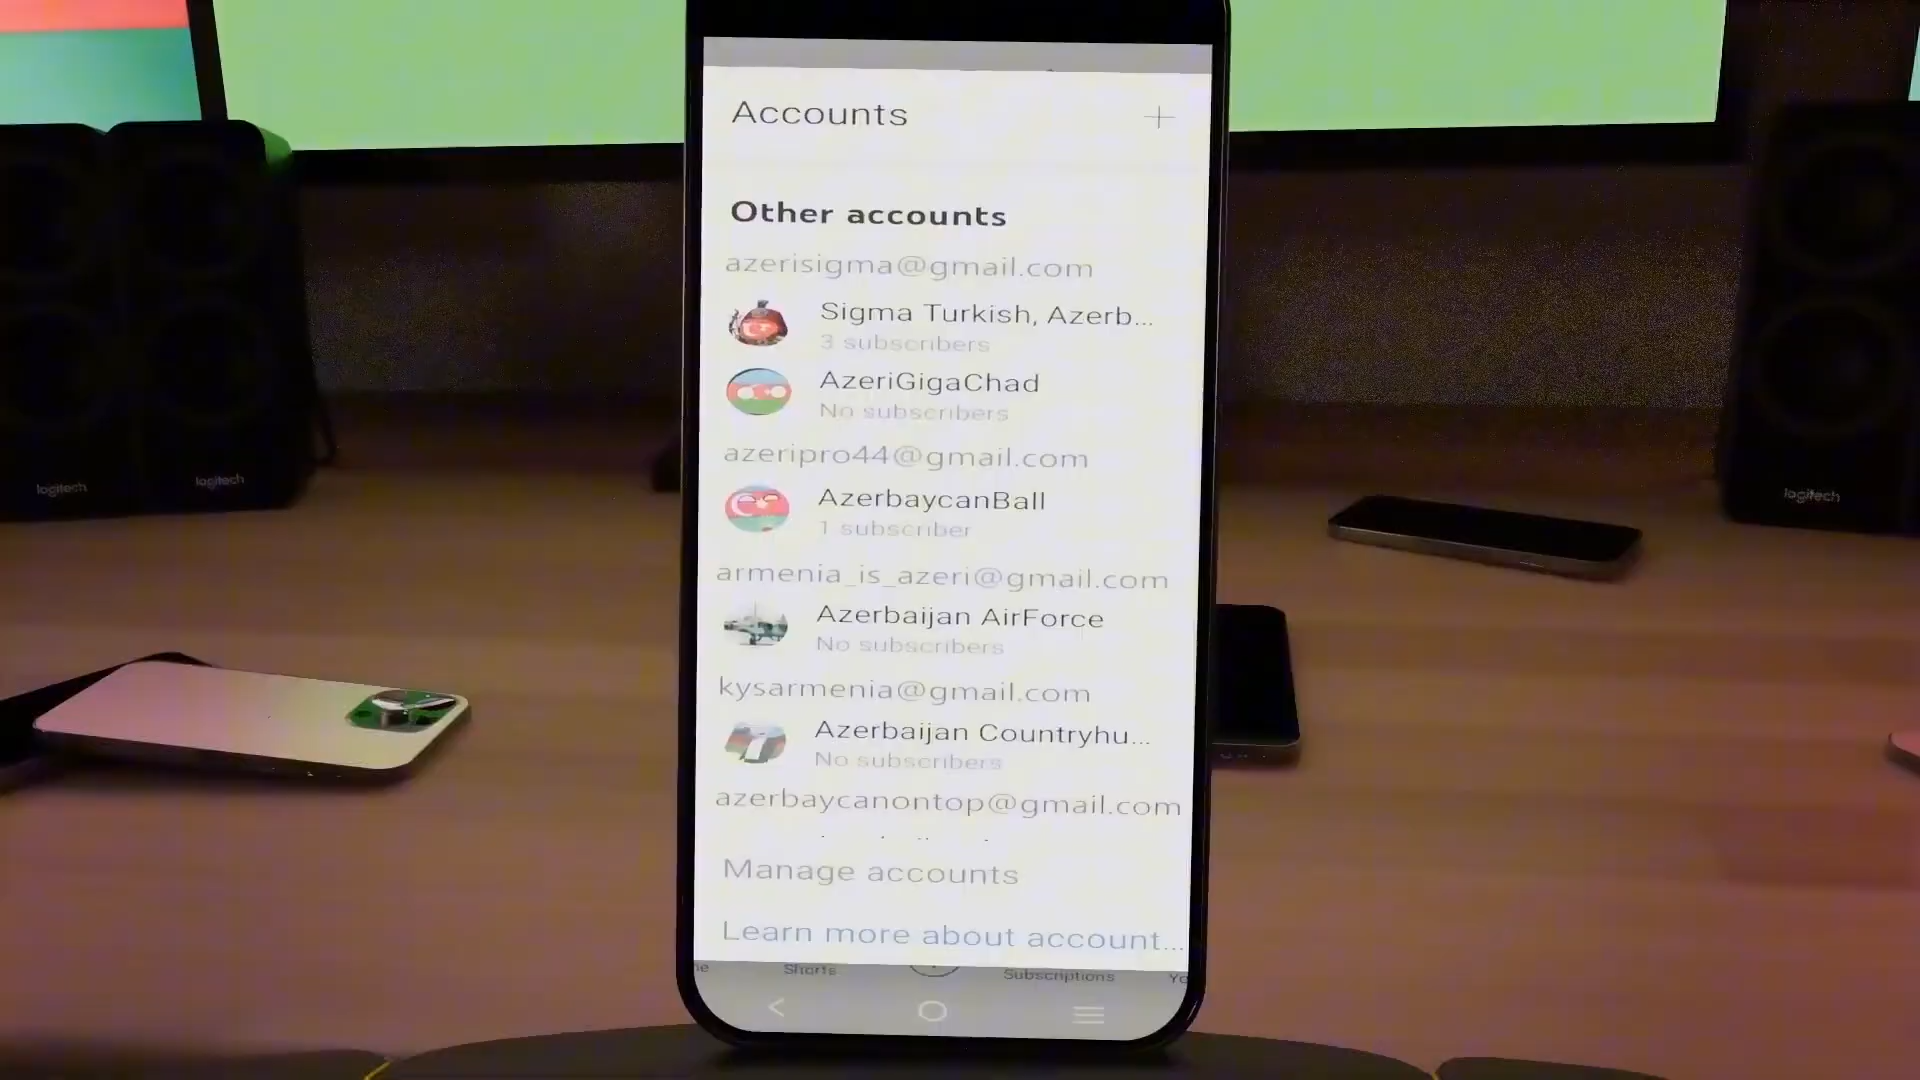 Accounts
Other accounts
azerisigma@gmail.com
Sigma Turkish, Azerb...
3 subscribers
AzeriGigaChad
No subscribers
azeripro44@gmail.com
AzerbaycanBall
1 subscriber
armenia_is_azeri@gmail.com
Azerbaijan AirForce
No subscribers
kysarmenia@gmail.com
Azerbaijan Countryhu...
No subscribers
azerbaycanontop@gmail.com
Manage accounts
Learn more about account...
Shorts
Subscriptions
logitech
logitech
logitech